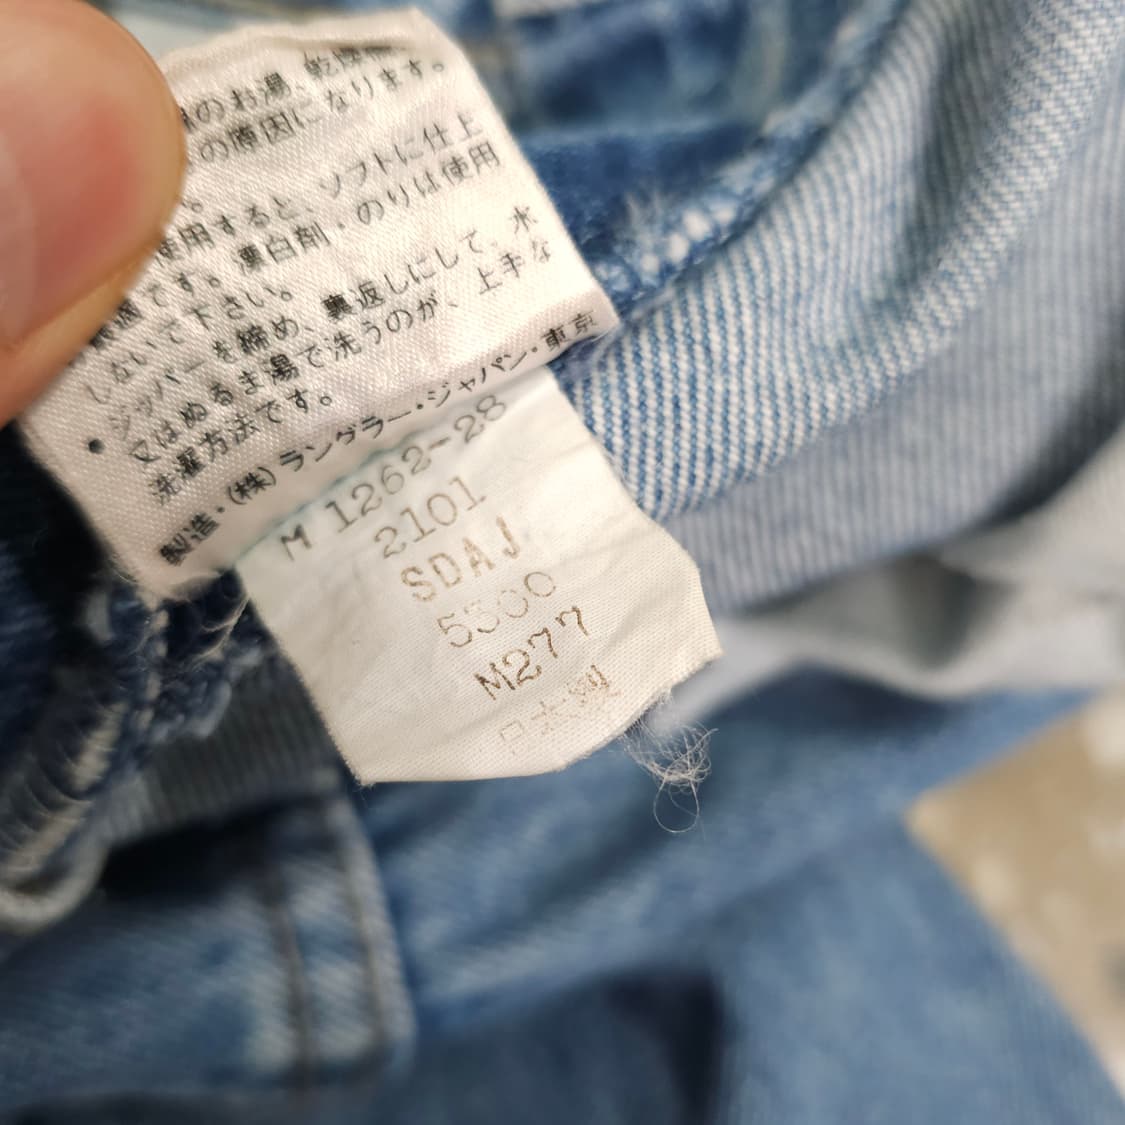 のお湯、乾燥
の原因になります。
使用すると、ソフトに仕上
です。漂白剤・のりは使用
しないで下さい。
● ジッパーを締め、裏返しにして、水
又はぬるま湯で洗うのが、上手な
洗濯方法です。
製造・(株)ラングラー・ジャパン・東京
M 1262-28
2101
SDAJ
5300
M277
日本製